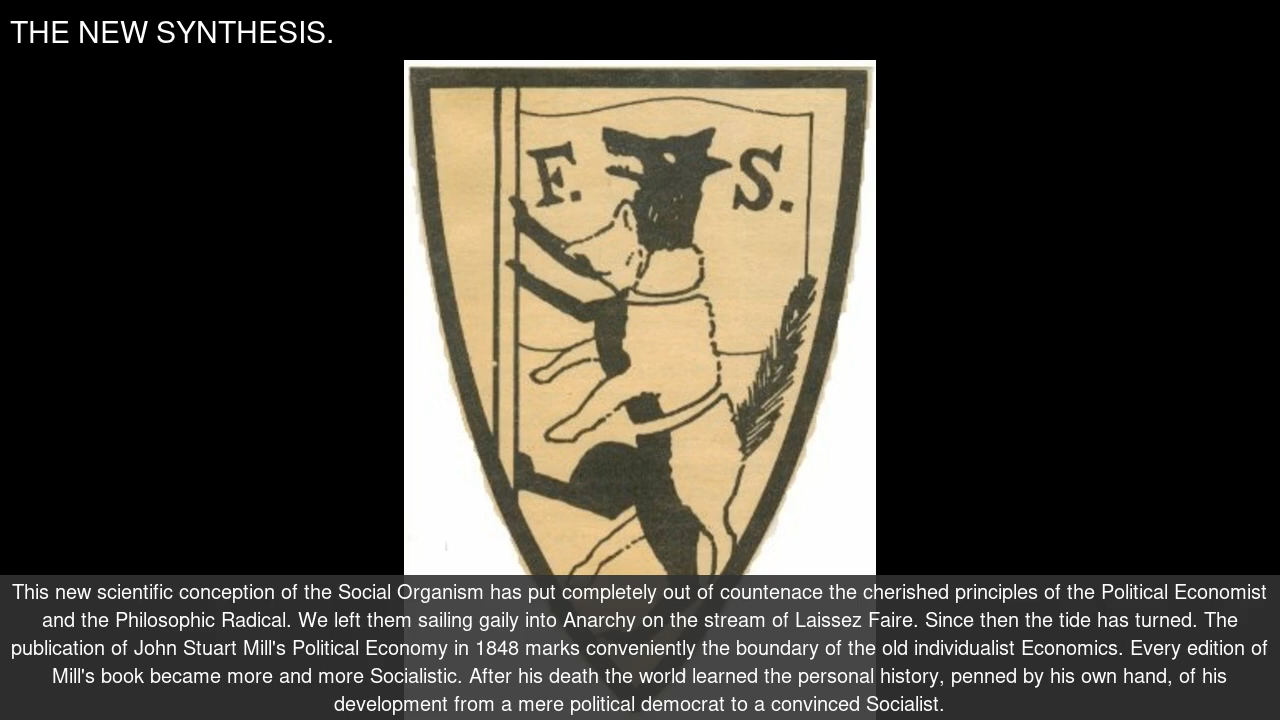 THE NEW SYNTHESIS.
F. S.
This new scientific conception of the Social Organism has put completely out of countenance the cherished principles of the Political Economist
and the Philosophic Radical. We left them sailing gaily into Anarchy on the stream of Laissez Faire. Since then the tide has turned. The
publication of John Stuart Mill's Political Economy in 1848 marks conveniently the boundary of the old individualist Economics. Every edition of
Mill's book became more and more Socialistic. After his death the world learned the personal history, penned by his own hand, of his
development from a mere political democrat to a convinced Socialist.